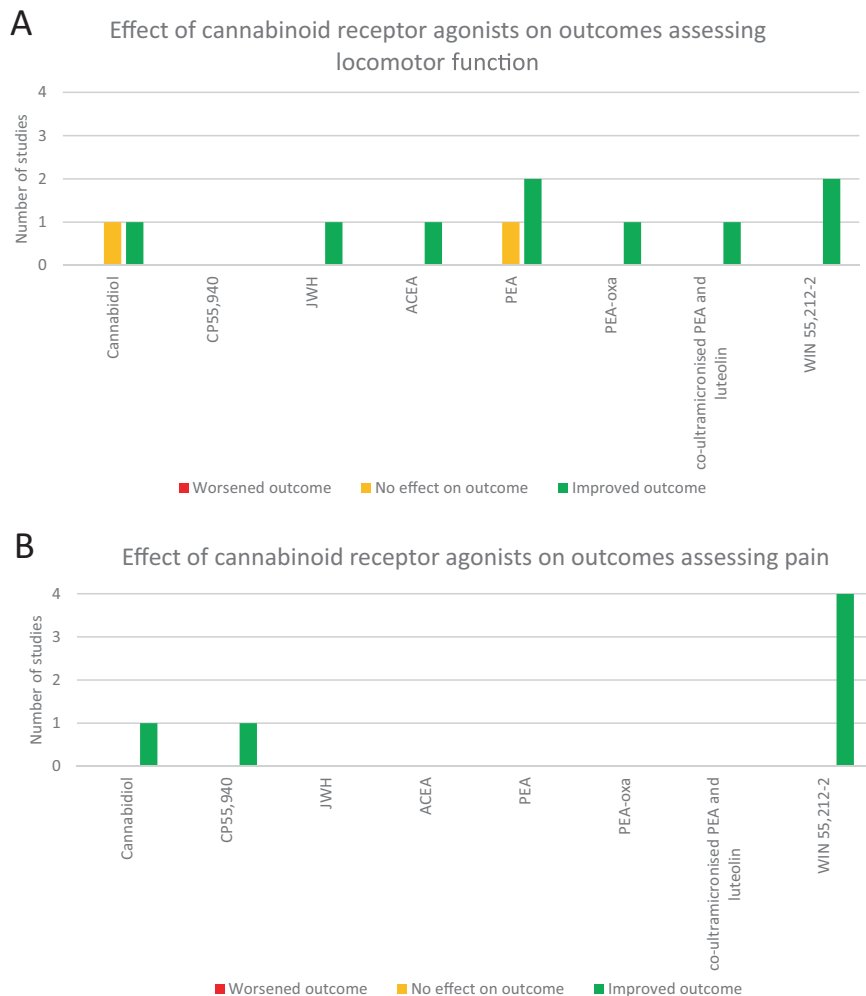 A
Effect of cannabinoid receptor agonists on outcomes assessing
locomotor function
Number of studies
4
3
2
1
0
Cannabidiol
CP55,940
JWH
ACEA
PEA
PEA-oxa
co-ultramicronised PEA and
luteolin
WIN 55,212-2
Worsened outcome No effect on outcome Improved outcome
B
Effect of cannabinoid receptor agonists on outcomes assessing pain
Number of studies
4
3
2
1
0
Cannabidiol
CP55,940
JWH
ACEA
PEA
PEA-oxa
co-ultramicronised PEA and
luteolin
WIN 55,212-2
Worsened outcome No effect on outcome Improved outcome